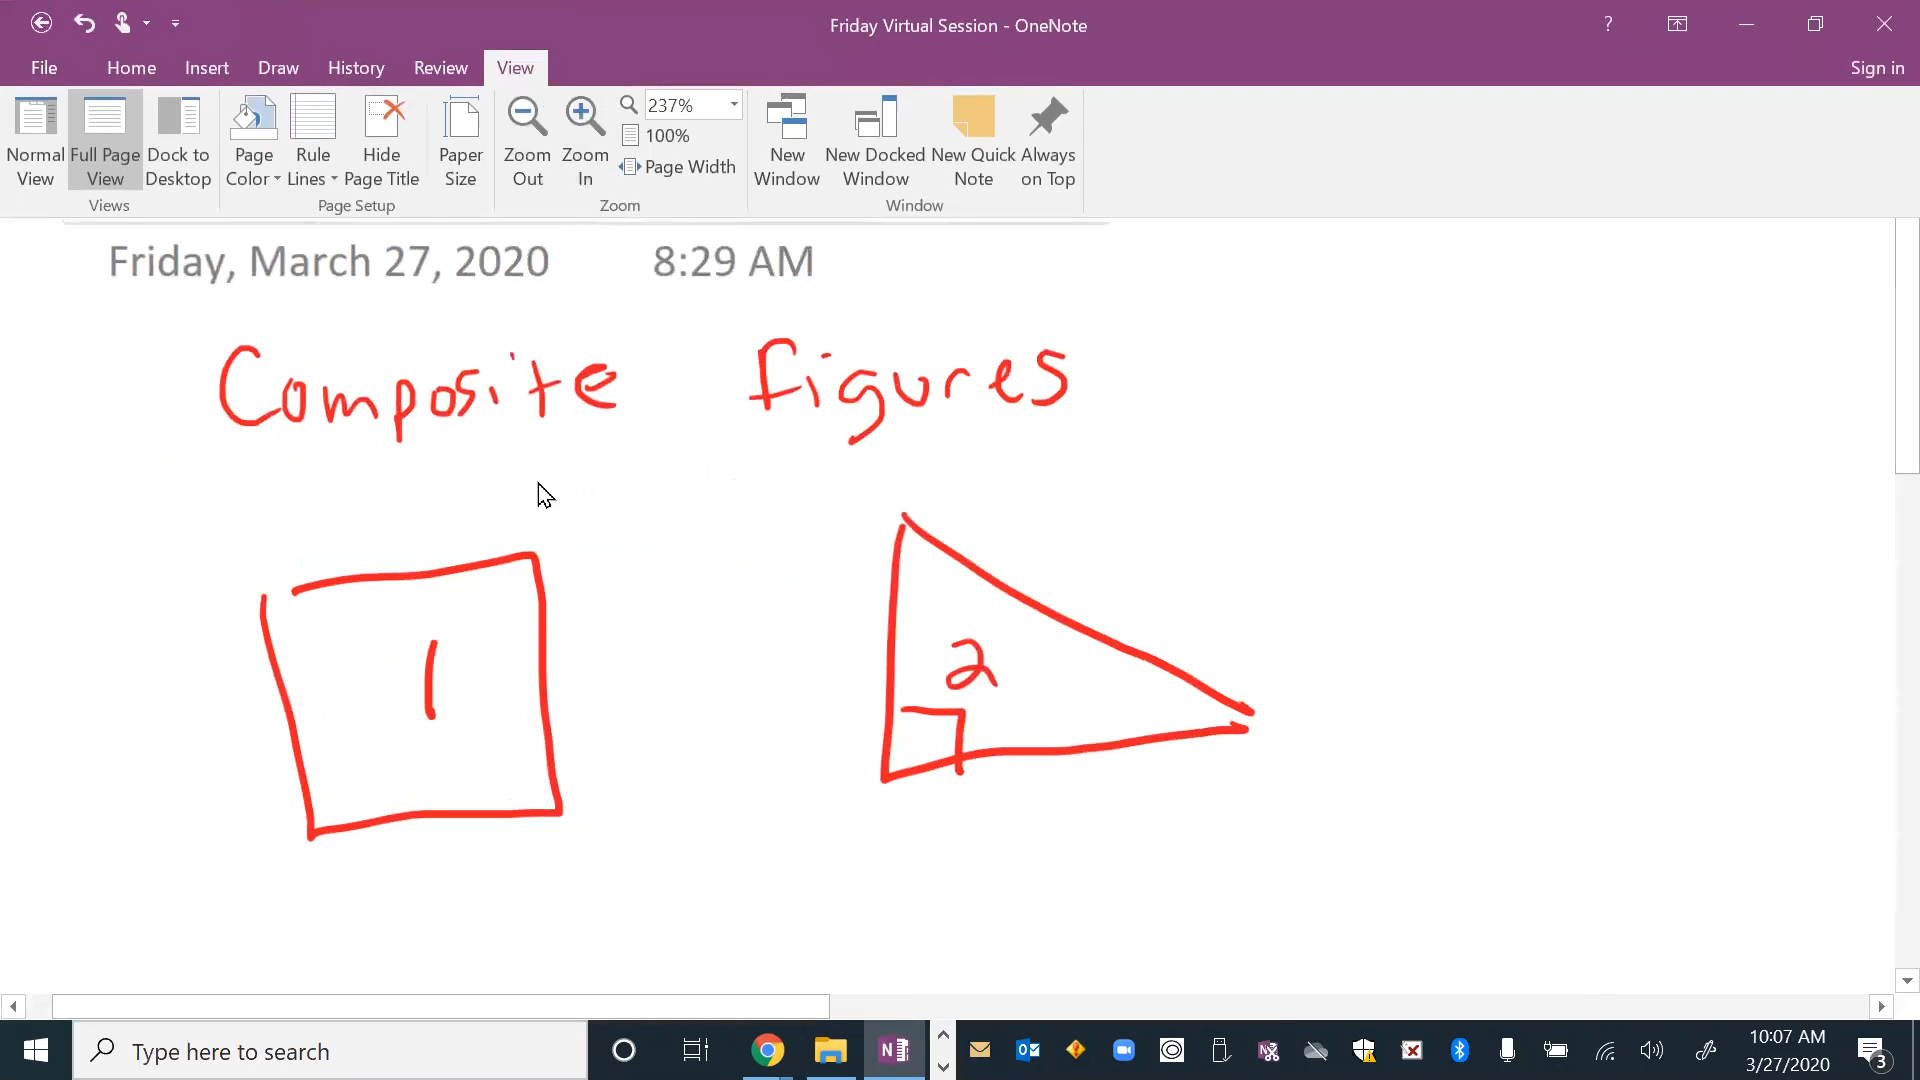 Friday Virtual Session - OneNote
?
File Home Insert Draw History Review View
Sign in
Normal View
Full Page View
Dock to Desktop
Page Color
Rule Lines
Hide Page Title
Paper Size
Zoom Out
Zoom In
237%
100%
Page Width
New Window
New Docked Window
New Quick Note
Always on Top
Views Page Setup Zoom Window
Friday, March 27, 2020 8:29 AM
Composite figures
1
2
Type here to search
10:07 AM
3/27/2020
3